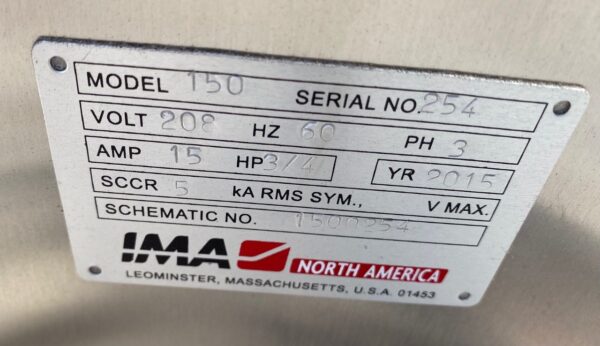 MODEL 150 SERIAL NO. 254
VOLT 208 HZ 60 PH 3
AMP 15 HP 3/4 YR 2015
SCCR 5 kA RMS SYM., V MAX.
SCHEMATIC NO. 1500254
IMA NORTH AMERICA
LEOMINSTER, MASSACHUSETTS, U.S.A. 01453